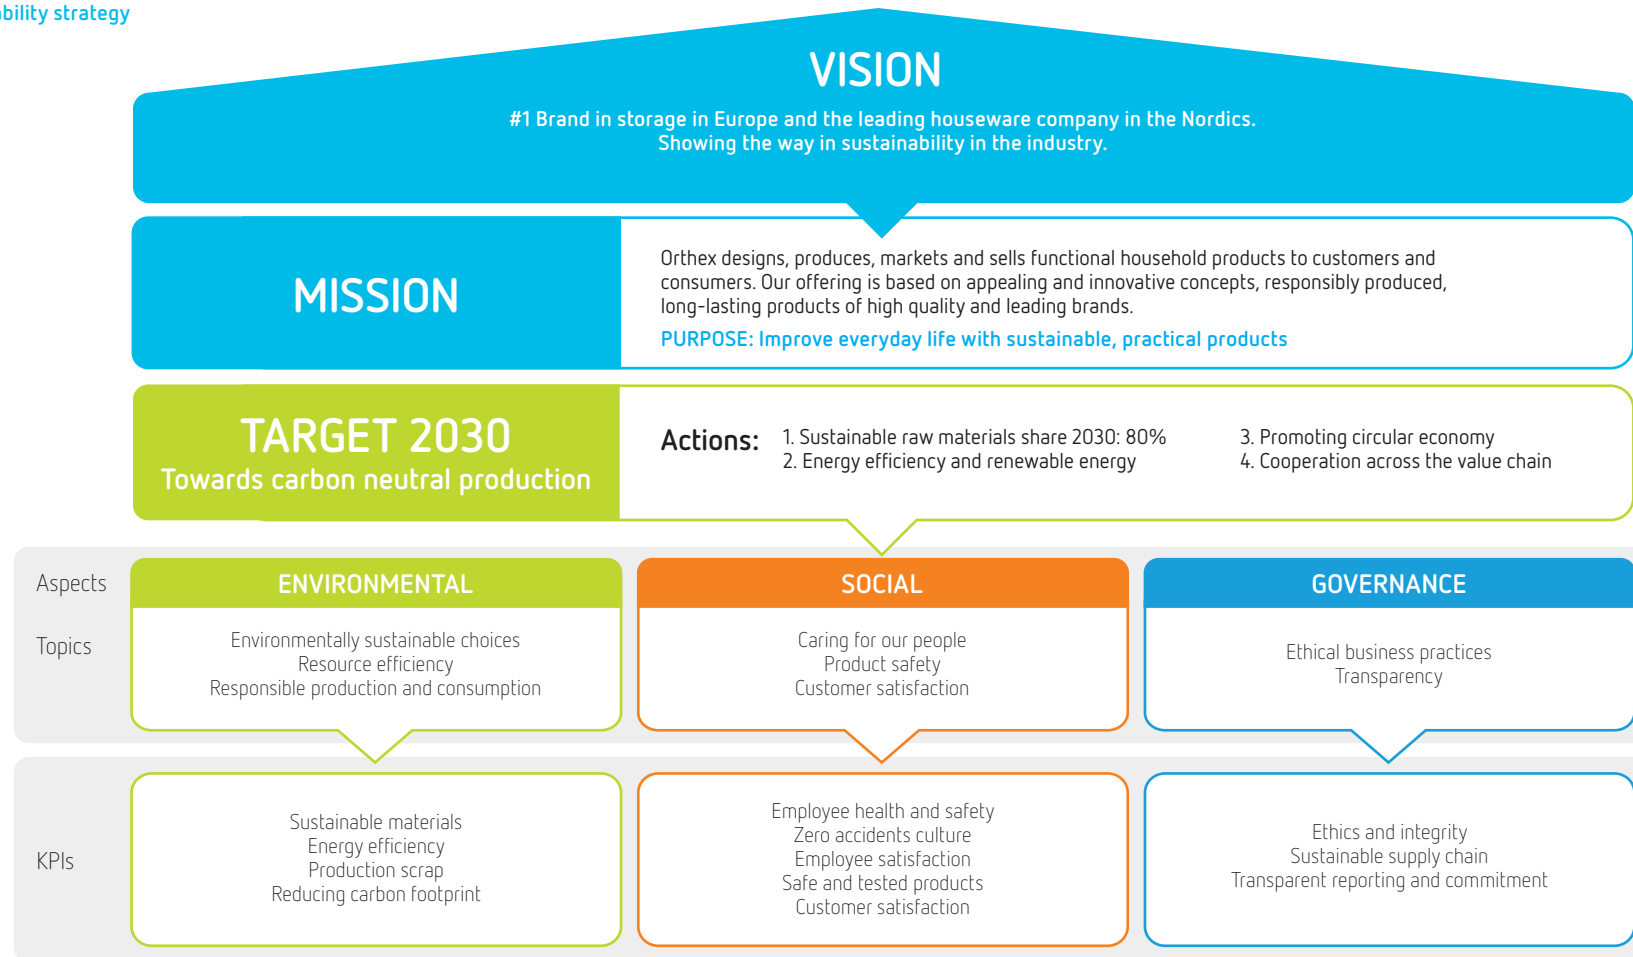 strategy
VISION
#1 Brand in storage in Europe and the leading houseware company in the Nordics.
Showing the way in sustainability in the industry.
MISSION
Orthex designs, produces, markets and sells functional household products to customers and
consumers. Our offering is based on appealing and innovative concepts, responsibly produced,
long-lasting products of high quality and leading brands.
PURPOSE: Improve everyday life with sustainable, practical products
TARGET 2030
Towards carbon neutral production
Actions:
1. Sustainable raw materials share 2030: 80%
2. Energy efficiency and renewable energy
3. Promoting circular economy
4. Cooperation across the value chain
Aspects
ENVIRONMENTAL
SOCIAL
GOVERNANCE
Topics
Environmentally sustainable choices
Resource efficiency
Responsible production and consumption
Caring for our people
Product safety
Customer satisfaction
Ethical business practices
Transparency
KPIs
Sustainable materials
Energy efficiency
Production scrap
Reducing carbon footprint
Employee health and safety
Zero accidents culture
Employee satisfaction
Safe and tested products
Customer satisfaction
Ethics and integrity
Sustainable supply chain
Transparent reporting and commitment